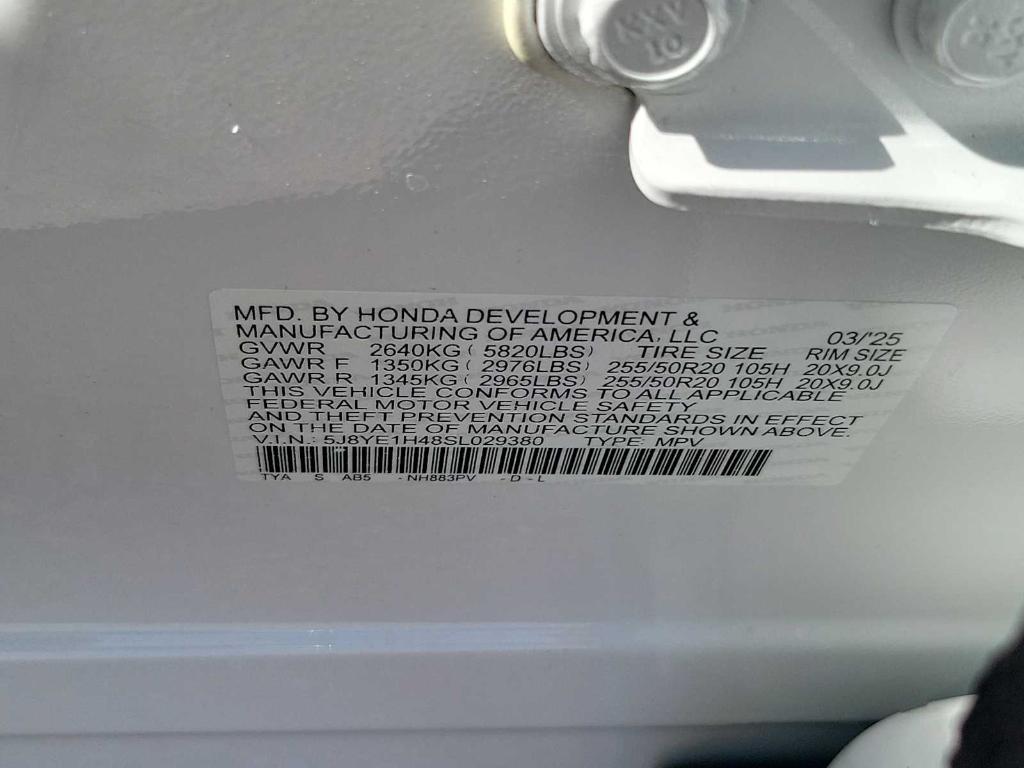 MFD. BY HONDA DEVELOPMENT &
MANUFACTURING OF AMERICA, LLC 03/'25
GVWR 2640KG ( 5820LBS) TIRE SIZE RIM SIZE
GAWR F 1350KG ( 2976LBS) 255/50R20 105H 20X9.0J
GAWR R 1345KG ( 2965LBS) 255/50R20 105H 20X9.0J
THIS VEHICLE CONFORMS TO ALL APPLICABLE
FEDERAL MOTOR VEHICLE SAFETY
AND THEFT PREVENTION STANDARDS IN EFFECT
ON THE DATE OF MANUFACTURE SHOWN ABOVE.
V.I.N.: 5J8YE1H48SL029380 TYPE: MPV
TYA S AB5 -NH883PV -D-L